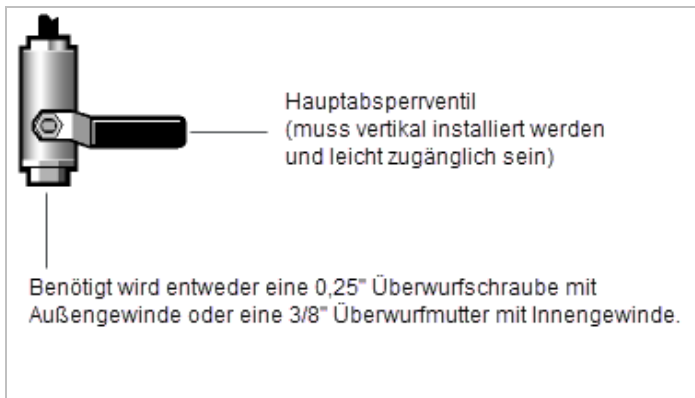 Hauptabsperrventil
(muss vertikal installiert werden
und leicht zugänglich sein)
Benötigt wird entweder eine 0,25" Überwurfschraube mit
Außengewinde oder eine 3/8" Überwurfmutter mit Innengewinde.